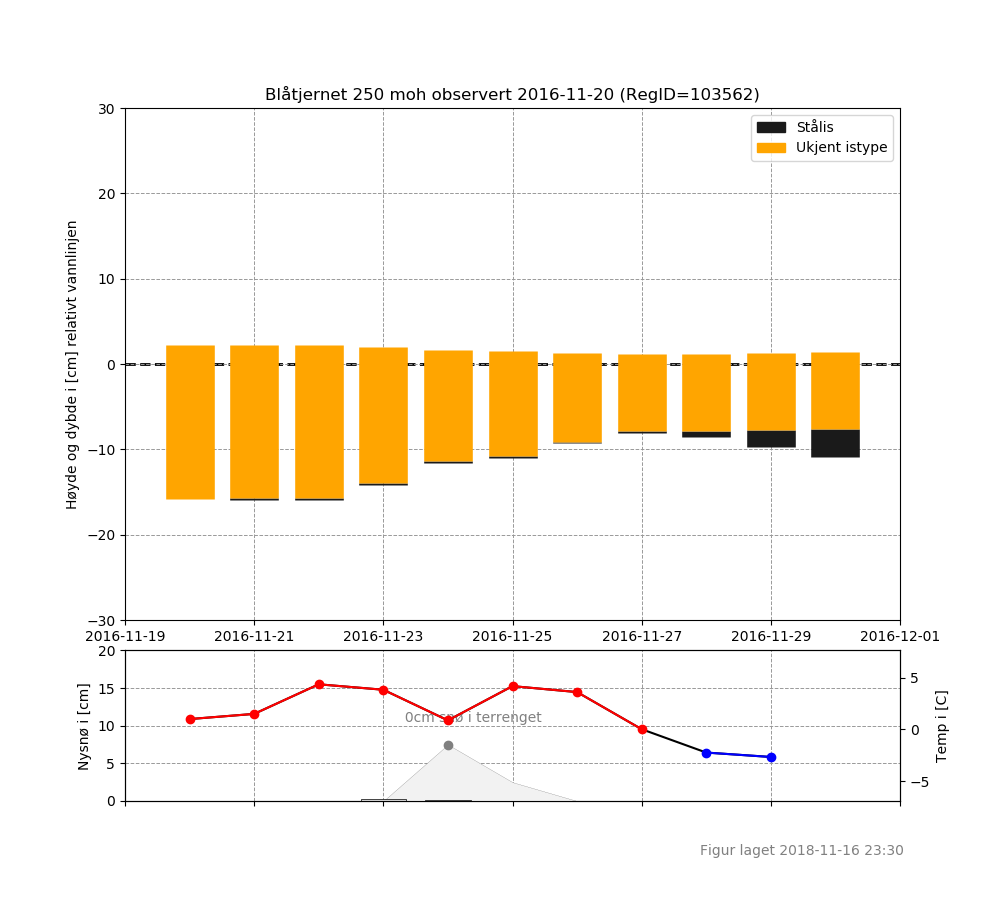 Blåtjernet 250 moh observert 2016-11-20 (RegID=103562)
Stålis
Ukjent istype
Høyde og dybde i [cm] relativt vannlinjen
30
20
10
0
−10
−20
−30
2016-11-19 2016-11-21 2016-11-23 2016-11-25 2016-11-27 2016-11-29 2016-12-01
Nysnø i [cm]
20
15
10
5
0
0cm snø i terrenget
5
0
−5
Temp i [C]
Figur laget 2018-11-16 23:30